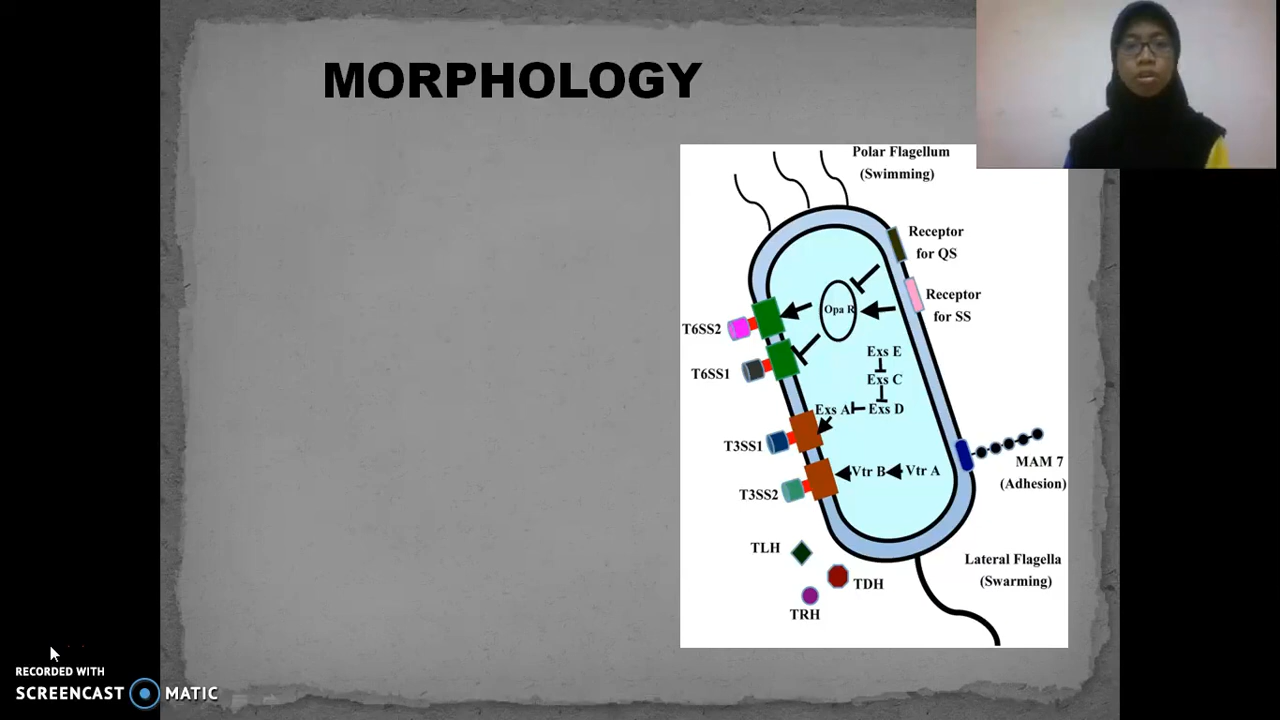 MORPHOLOGY
Polar Flagellum
(Swimming)
Receptor
for QS
Receptor
for SS
Opa R
T6SS2
T6SS1
Exs E
Exs C
Exs A
Exs D
T3SS1
Vtr B
Vtr A
T3SS2
MAM 7
(Adhesion)
TLH
TDH
TRH
Lateral Flagella
(Swarming)
RECORDED WITH
SCREENCAST MATIC